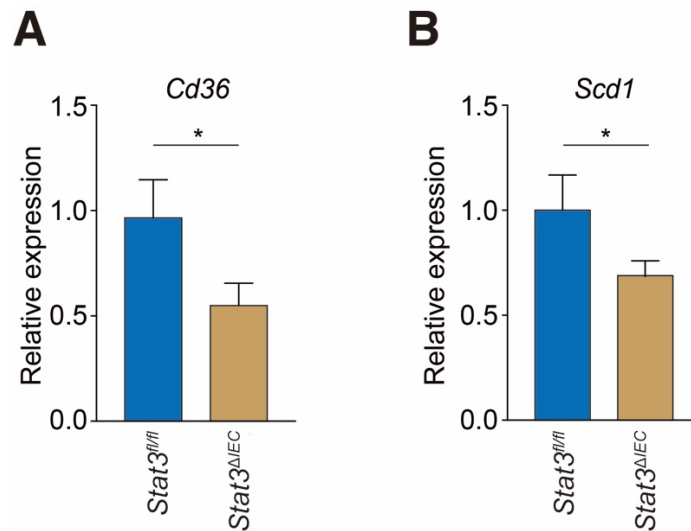 A
Cd36
1.5
1.0
0.5
0.0
Relative expression
*
Stat3fl/fl
Stat3ΔIEC
B
Scd1
1.5
1.0
0.5
0.0
Relative expression
*
Stat3fl/fl
Stat3ΔIEC